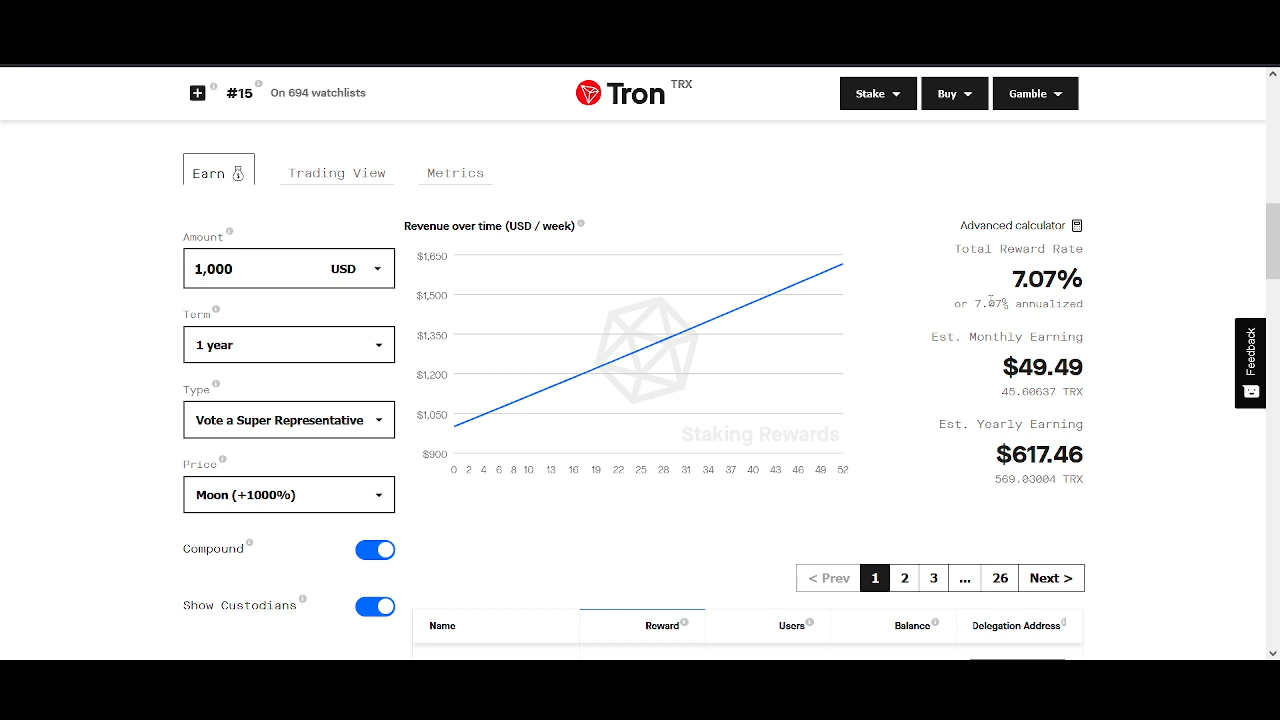 #15 On 694 watchlists
Tron TRX
Stake Buy Gamble
Earn Trading View Metrics
Amount
1,000 USD
Term
1 year
Type
Vote a Super Representative
Price
Moon (+1000%)
Compound
Show Custodians
Revenue over time (USD / week)
$1,650
$1,500
$1,350
$1,200
$1,050
$900
Staking Rewards
0 2 4 6 8 10 13 16 19 22 25 28 31 34 37 40 43 46 49 52
Advanced calculator
Total Reward Rate
7.07%
or 7.07% annualized
Est. Monthly Earning
$49.49
45.60637 TRX
Est. Yearly Earning
$617.46
569.03004 TRX
Feedback
< Prev 1 2 3 ... 26 Next >
Name Reward Users Balance Delegation Address